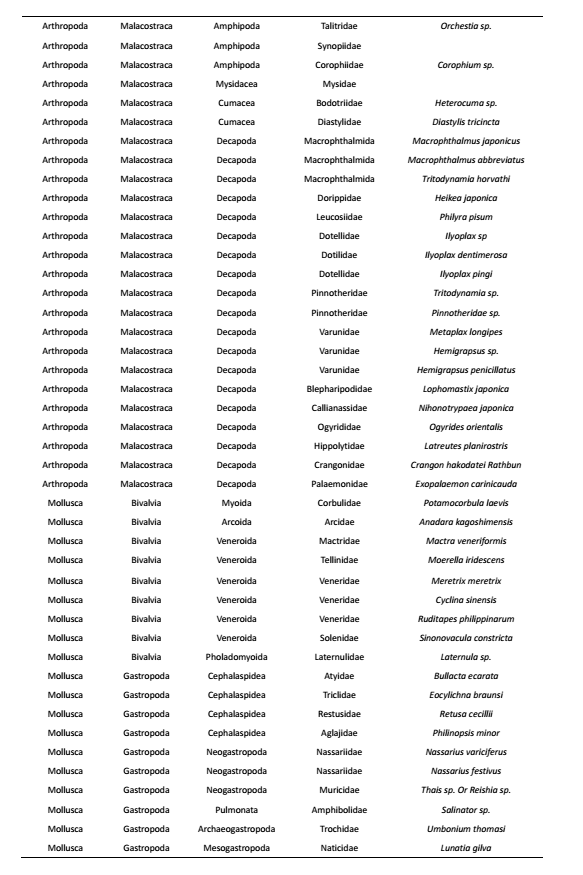 Arthropoda Malacostraca Amphipoda Talitridae Orchestia sp.
Arthropoda Malacostraca Amphipoda Synopiidae
Arthropoda Malacostraca Amphipoda Corophiidae Corophium sp.
Arthropoda Malacostraca Mysidacea Mysidae
Arthropoda Malacostraca Cumacea Bodotriidae Heterocuma sp.
Arthropoda Malacostraca Cumacea Diastylidae Diastylis tricincta
Arthropoda Malacostraca Decapoda Macrophthalmida Macrophthalmus japonicus
Arthropoda Malacostraca Decapoda Macrophthalmida Macrophthalmus abbreviatus
Arthropoda Malacostraca Decapoda Macrophthalmida Tritodynamia horvathi
Arthropoda Malacostraca Decapoda Dorippidae Heikea japonica
Arthropoda Malacostraca Decapoda Leucosiidae Philyra pisum
Arthropoda Malacostraca Decapoda Dotellidae Ilyoplax sp
Arthropoda Malacostraca Decapoda Dotilidae Ilyoplax dentimerosa
Arthropoda Malacostraca Decapoda Dotellidae Ilyoplax pingi
Arthropoda Malacostraca Decapoda Pinnotheridae Tritodynamia sp.
Arthropoda Malacostraca Decapoda Pinnotheridae Pinnotheridae sp.
Arthropoda Malacostraca Decapoda Varunidae Metaplax longipes
Arthropoda Malacostraca Decapoda Varunidae Hemigrapsus sp.
Arthropoda Malacostraca Decapoda Varunidae Hemigrapsus penicillatus
Arthropoda Malacostraca Decapoda Blepharipodidae Lophomastix japonica
Arthropoda Malacostraca Decapoda Callianassidae Nihonotrypaea japonica
Arthropoda Malacostraca Decapoda Ogyrididae Ogyrides orientalis
Arthropoda Malacostraca Decapoda Hippolytidae Latreutes planirostris
Arthropoda Malacostraca Decapoda Crangonidae Crangon hakodatei Rathbun
Arthropoda Malacostraca Decapoda Palaemonidae Exopalaemon carinicauda
Mollusca Bivalvia Myoida Corbulidae Potamocorbula laevis
Mollusca Bivalvia Arcoida Arcidae Anadara kagoshimensis
Mollusca Bivalvia Veneroida Mactridae Mactra veneriformis
Mollusca Bivalvia Veneroida Tellinidae Moerella iridescens
Mollusca Bivalvia Veneroida Veneridae Meretrix meretrix
Mollusca Bivalvia Veneroida Veneridae Cyclina sinensis
Mollusca Bivalvia Veneroida Veneridae Ruditapes philippinarum
Mollusca Bivalvia Veneroida Solenidae Sinonovacula constricta
Mollusca Bivalvia Pholadomyoida Laternulidae Laternula sp.
Mollusca Gastropoda Cephalaspidea Atyidae Bullacta ecarata
Mollusca Gastropoda Cephalaspidea Triclidae Eocylichna braunsi
Mollusca Gastropoda Cephalaspidea Restusidae Retusa cecillii
Mollusca Gastropoda Cephalaspidea Aglajidae Philinopsis minor
Mollusca Gastropoda Neogastropoda Nassariidae Nassarius variciferus
Mollusca Gastropoda Neogastropoda Nassariidae Nassarius festivus
Mollusca Gastropoda Neogastropoda Muricidae Thais sp. Or Reishia sp.
Mollusca Gastropoda Pulmonata Amphibolidae Salinator sp.
Mollusca Gastropoda Archaeogastropoda Trochidae Umbonium thomasi
Mollusca Gastropoda Mesogastropoda Naticidae Lunatia gilva